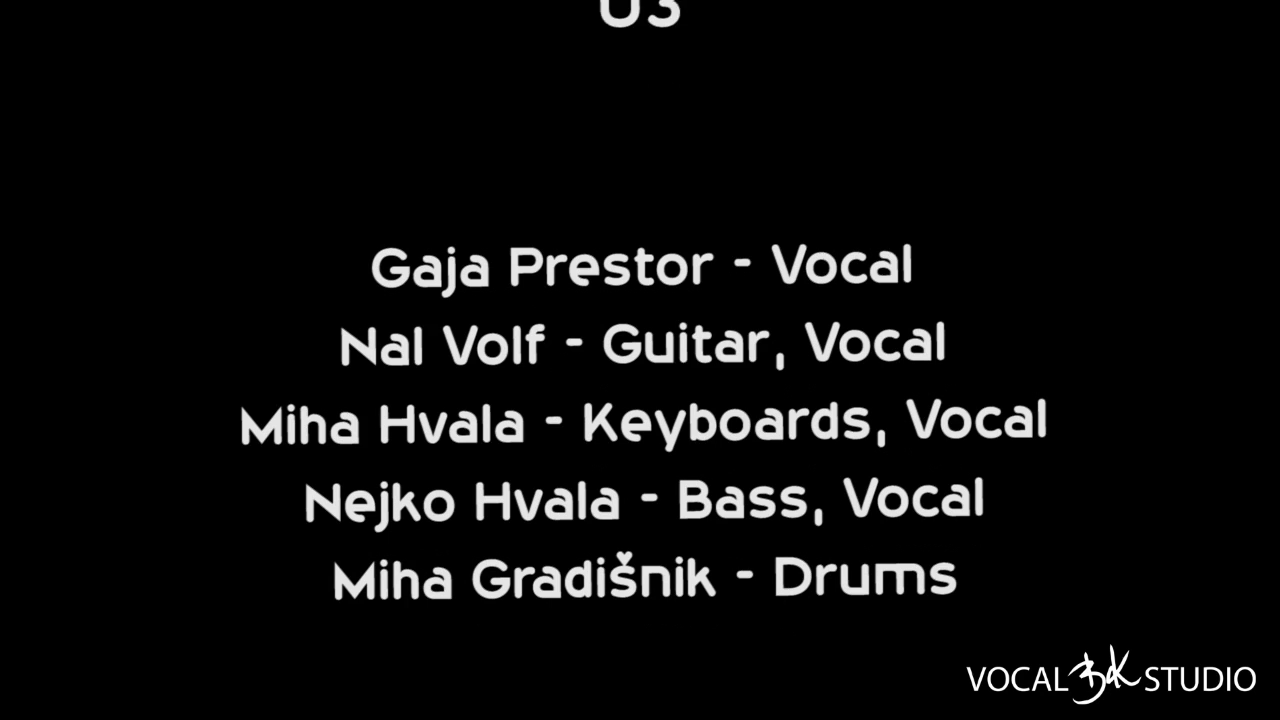 Gaja Prestor - Vocal
Nal Volf - Guitar, Vocal
Miha Hvala - Keyboards, Vocal
Nejko Hvala - Bass, Vocal
Miha Gradišnik - Drums
VOCAL BK STUDIO